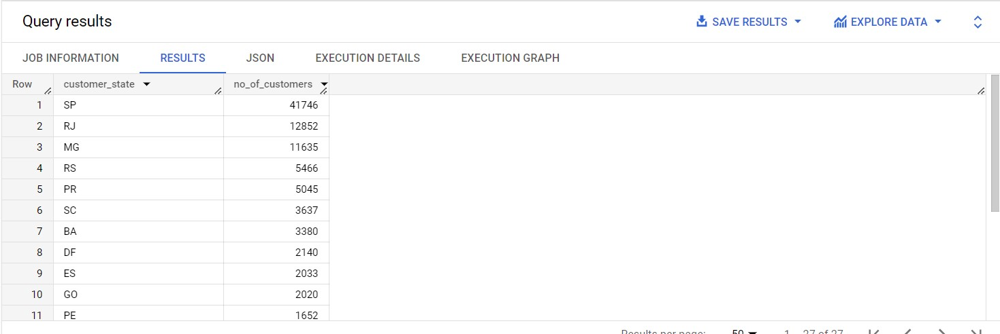 Query results SAVE RESULTS EXPLORE DATA
JOB INFORMATION RESULTS JSON EXECUTION DETAILS EXECUTION GRAPH
Row customer_state no_of_customers
1 SP 41746
2 RJ 12852
3 MG 11635
4 RS 5466
5 PR 5045
6 SC 3637
7 BA 3380
8 DF 2140
9 ES 2033
10 GO 2020
11 PE 1652
Results per page: 50 1 – 27 of 27